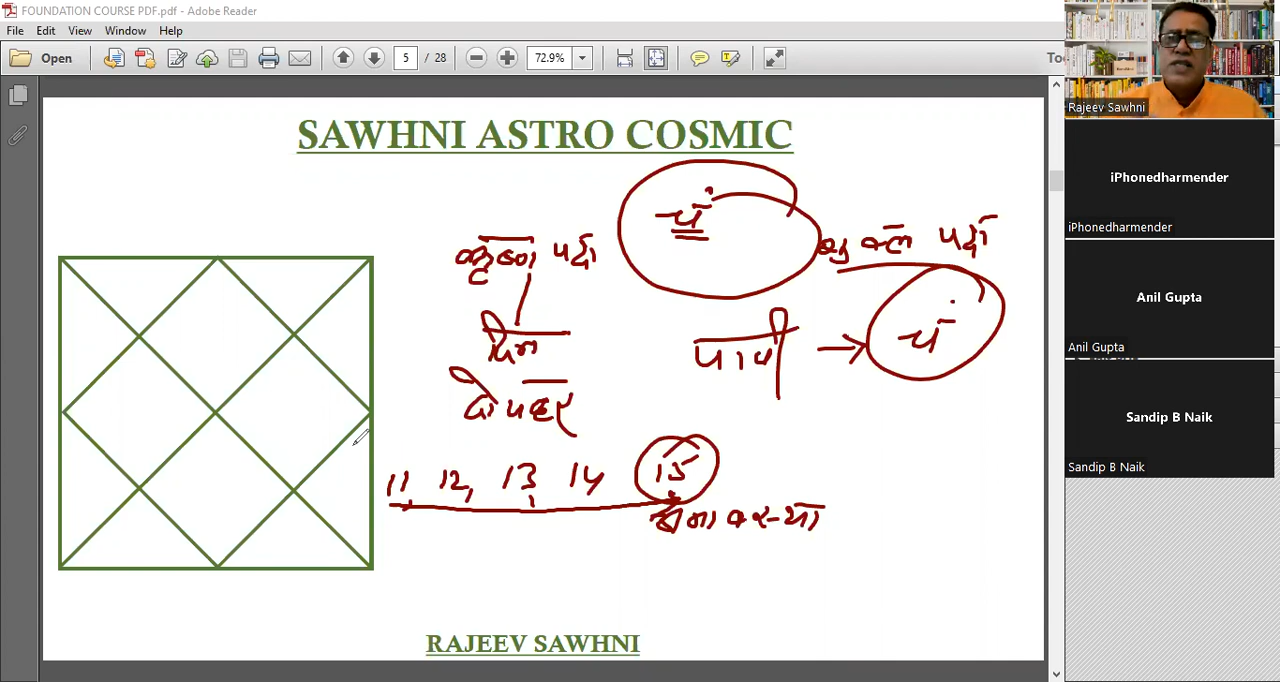 FOUNDATION COURSE PDF.pdf - Adobe Reader
File Edit View Window Help
Open 5 / 28 72.9% To
SAWHNI ASTRO COSMIC
चं
कृष्ण पक्ष
शुक्ल पक्ष
पित्त
चं
11, 12, 13, 14 15
RAJEEV SAWHNI
Rajeev Sawhni
iPhonedharmender
iPhonedharmender
Anil Gupta
Anil Gupta
Sandip B Naik
Sandip B Naik